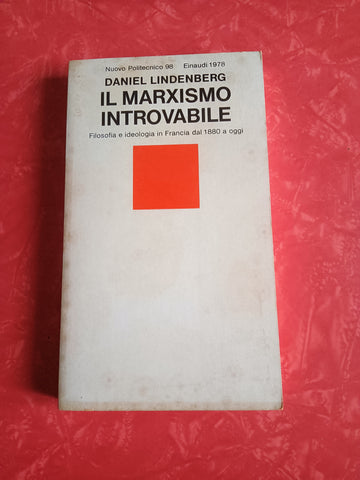 Nuovo Politecnico 98 Einaudi 1978
DANIEL LINDENBERG
IL MARXISMO
INTROVABILE
Filosofia e ideologia in Francia dal 1880 a oggi